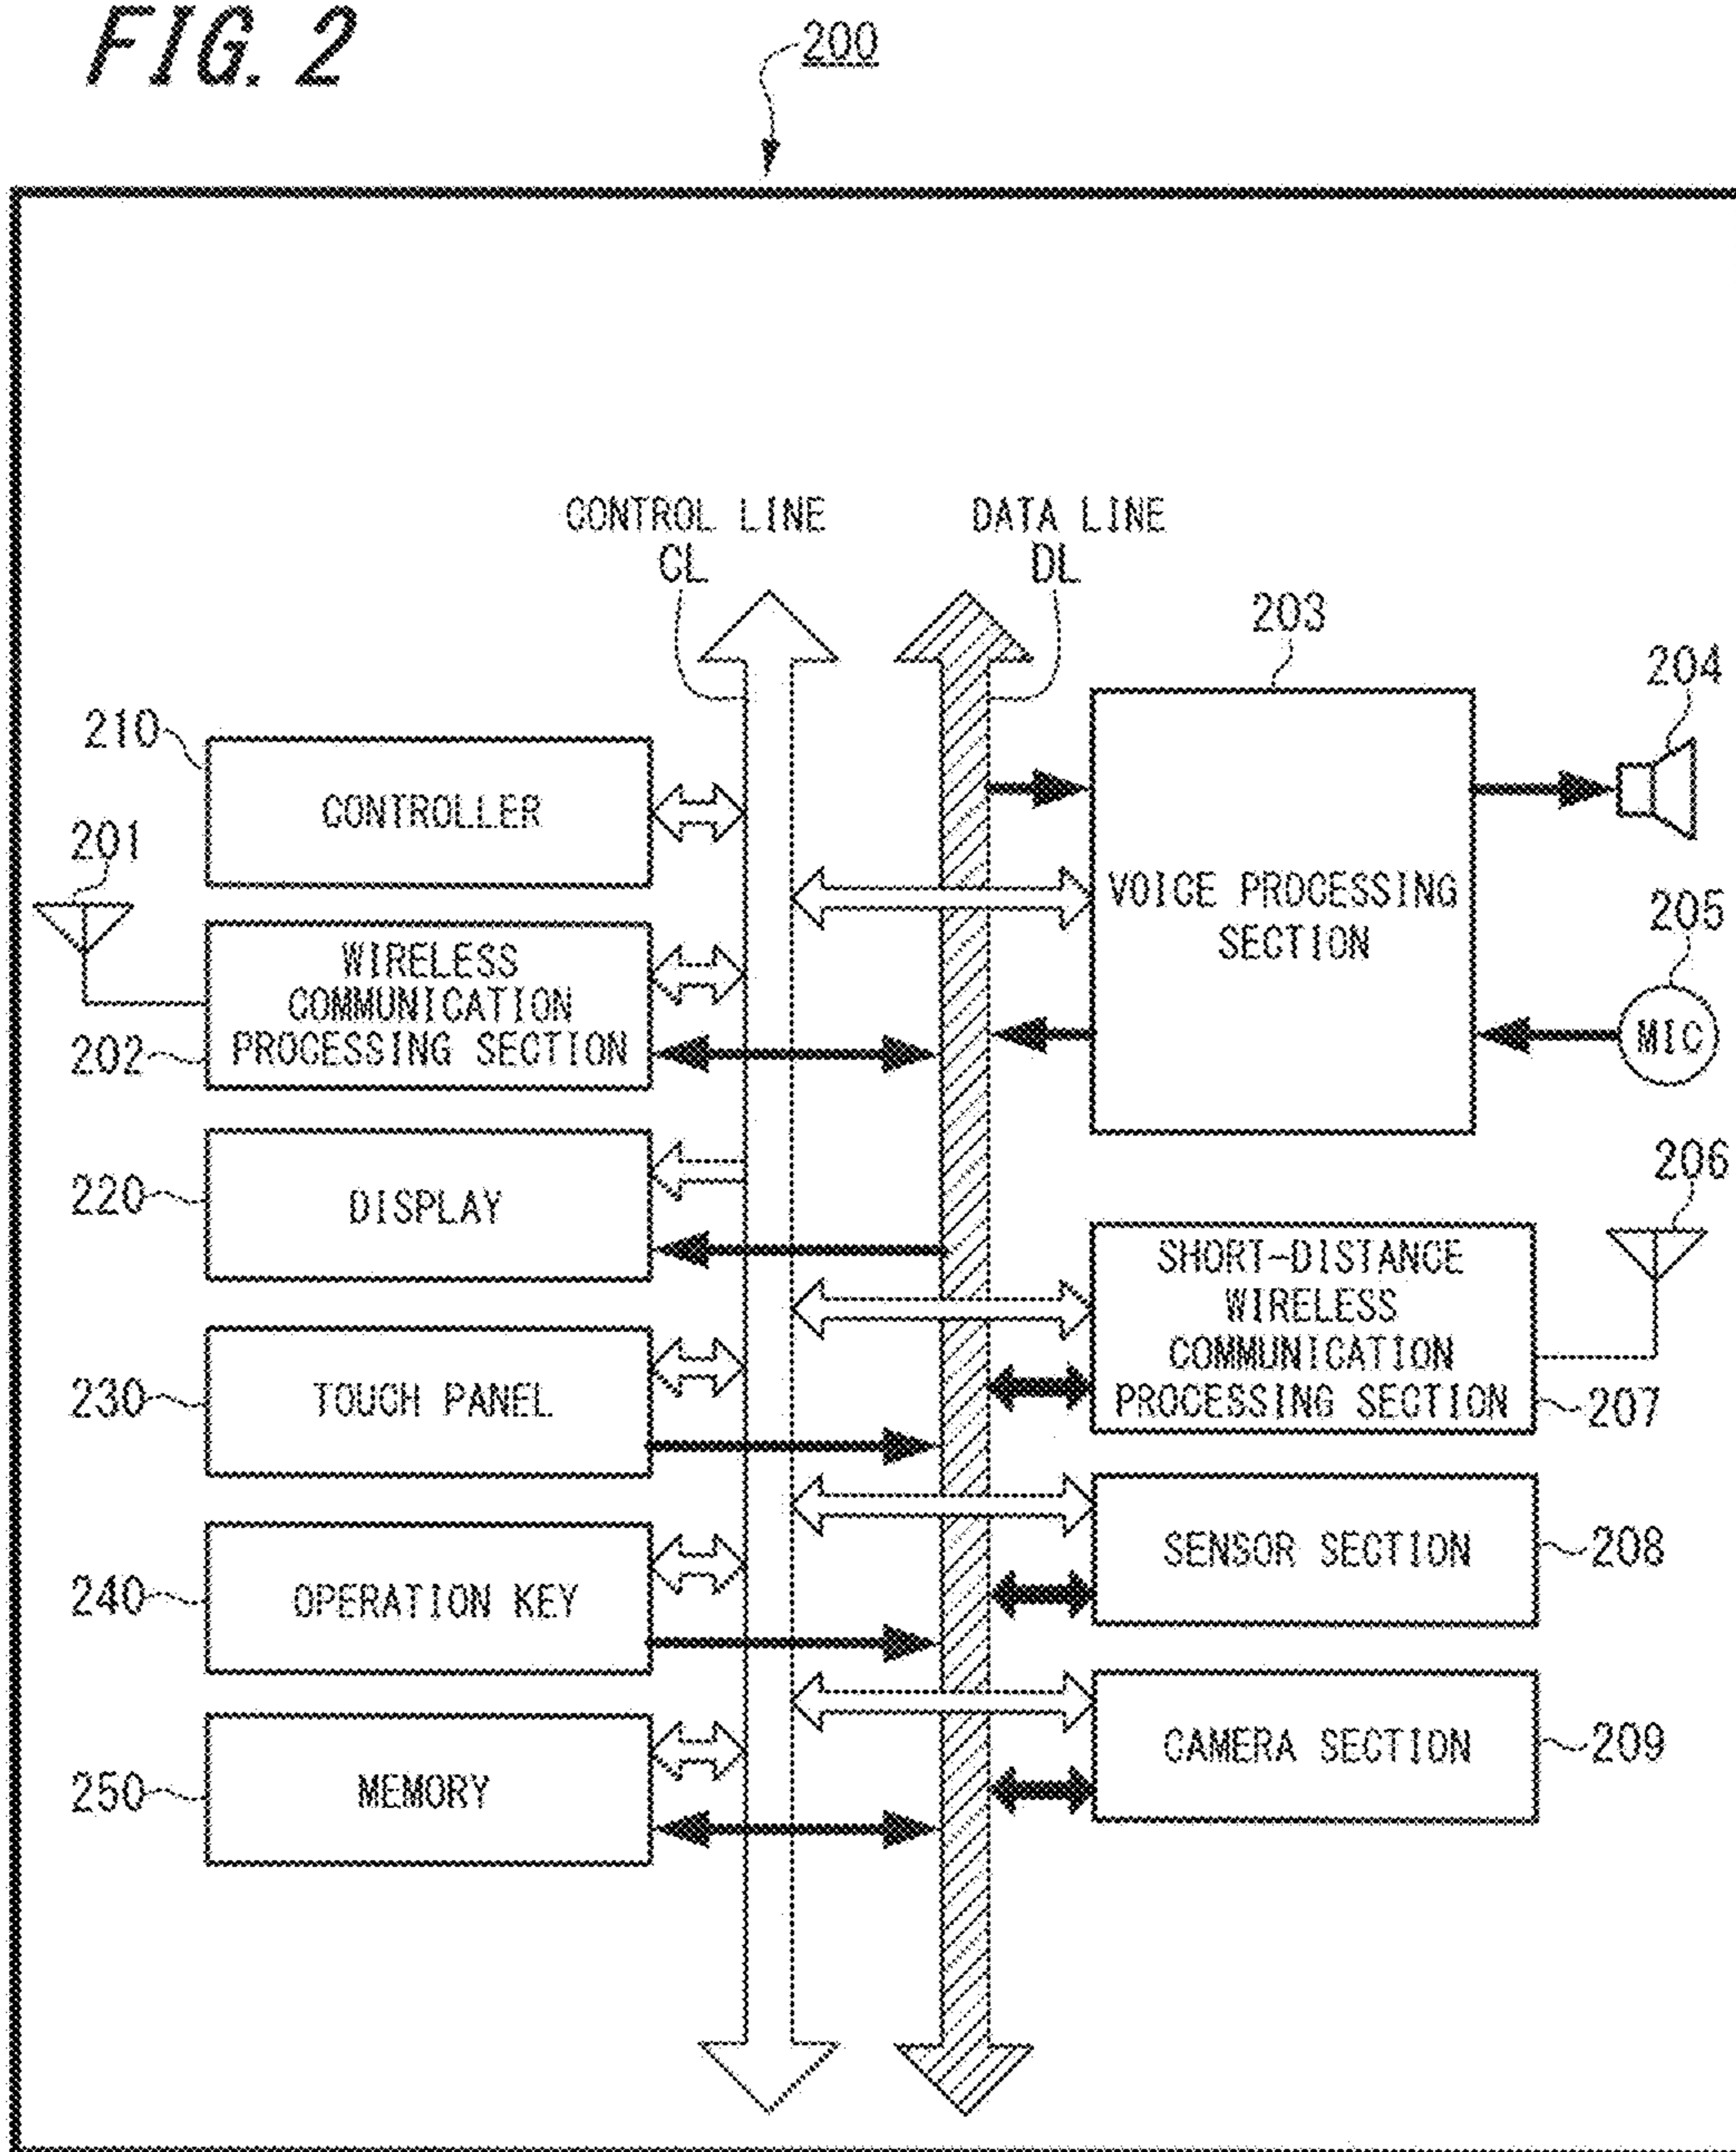 FIG. 2
200
CONTROL LINE
CL
DATA LINE
DL
203
204
210
CONTROLLER
201
VOICE PROCESSING
SECTION
205
MIC
WIRELESS
COMMUNICATION
PROCESSING SECTION
202
206
220
DISPLAY
SHORT-DISTANCE
WIRELESS
COMMUNICATION
PROCESSING SECTION
207
230
TOUCH PANEL
SENSOR SECTION
208
240
OPERATION KEY
CAMERA SECTION
209
250
MEMORY